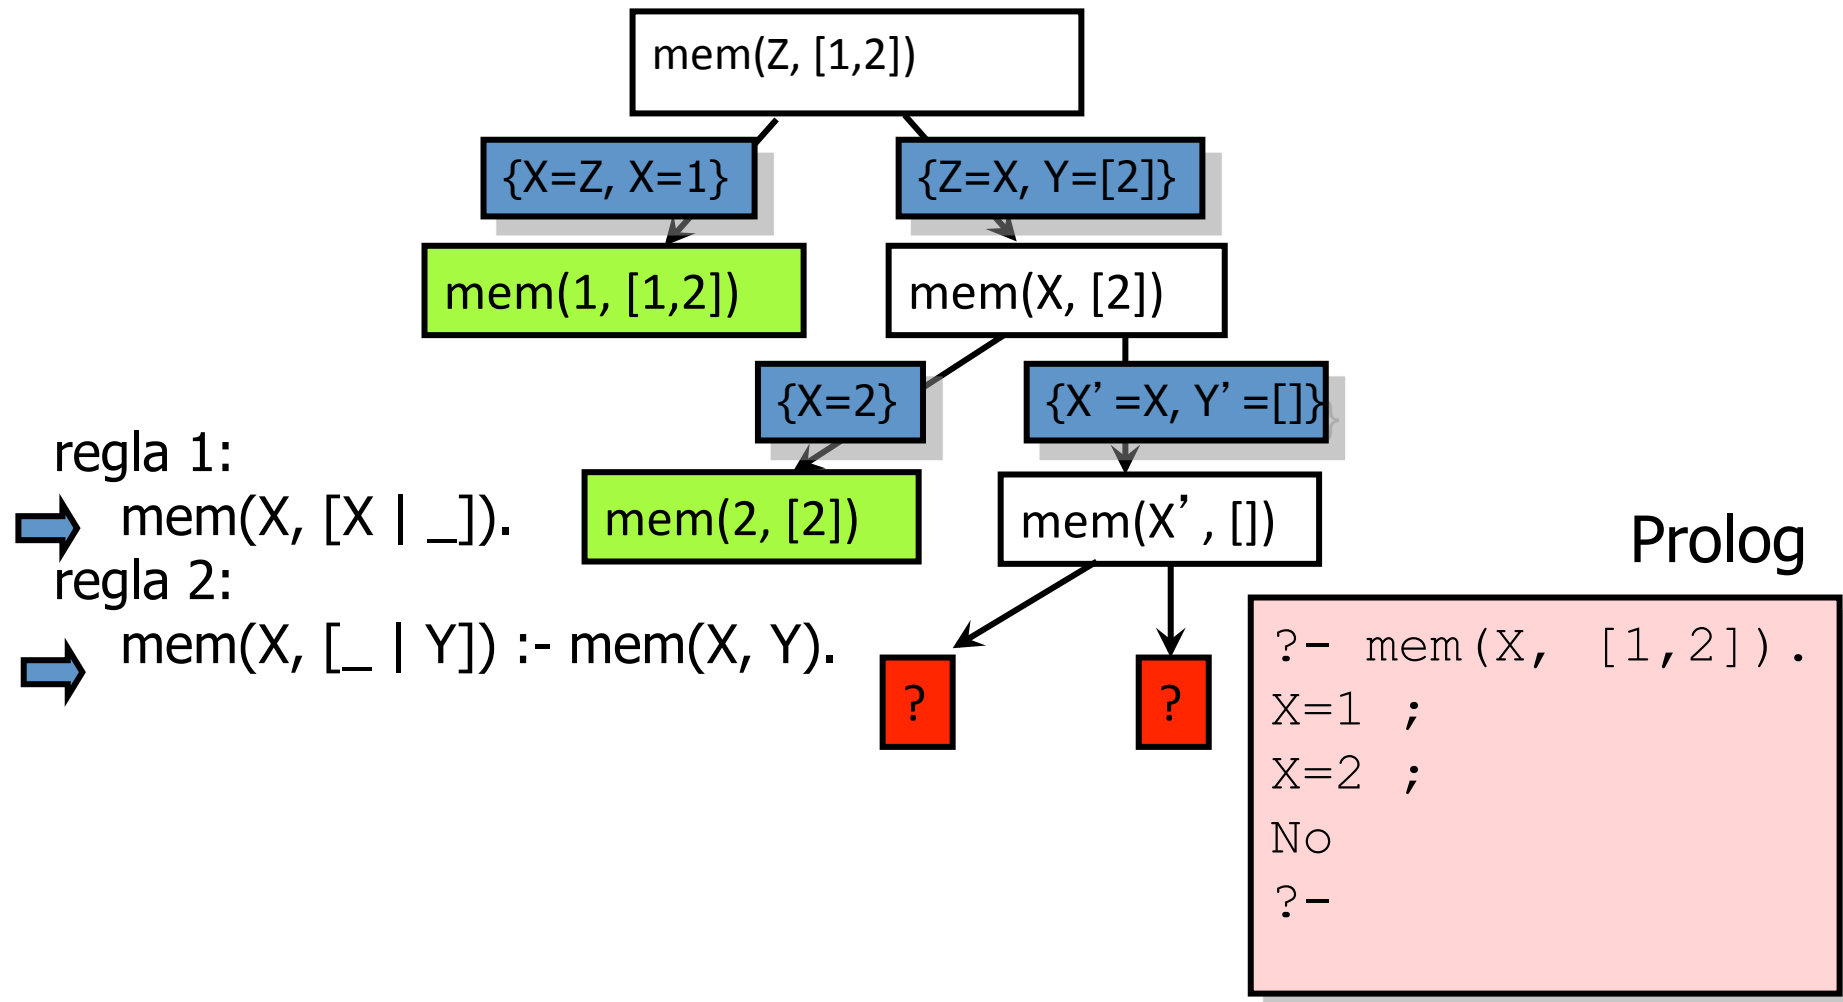 mem(Z, [1,2])
{X=Z, X=1}
{Z=X, Y=[2]}
mem(1, [1,2])
mem(X, [2])
{X=2}
{X’ =X, Y’ =[]}
regla 1:
mem(X, [X | _]).
mem(2, [2])
mem(X’ , [])
Prolog
regla 2:
mem(X, [_ | Y]) :- mem(X, Y).
?
?
?- mem(X, [1,2]).
X=1 ;
X=2 ;
No
?-